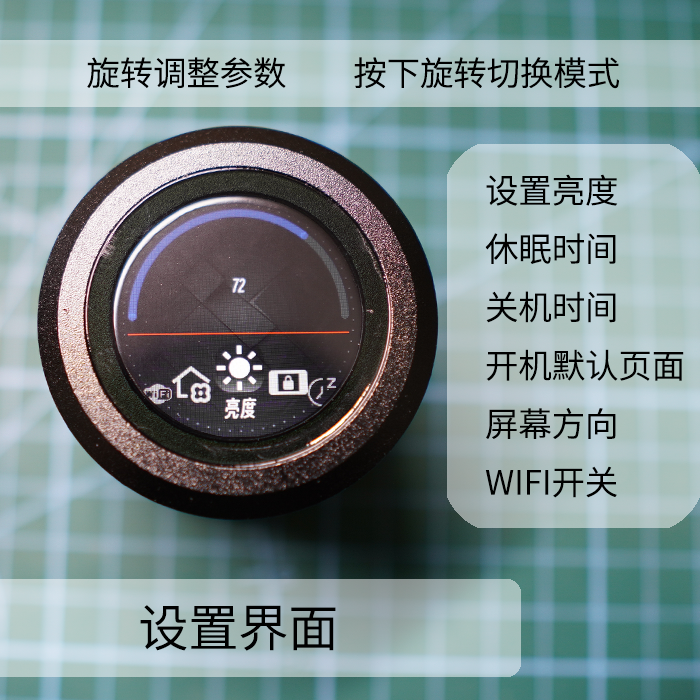 旋转调整参数 按下旋转切换模式
设置亮度
休眠时间
关机时间
开机默认页面
屏幕方向
WIFI开关
72
WiFi
Z
亮度
设置界面